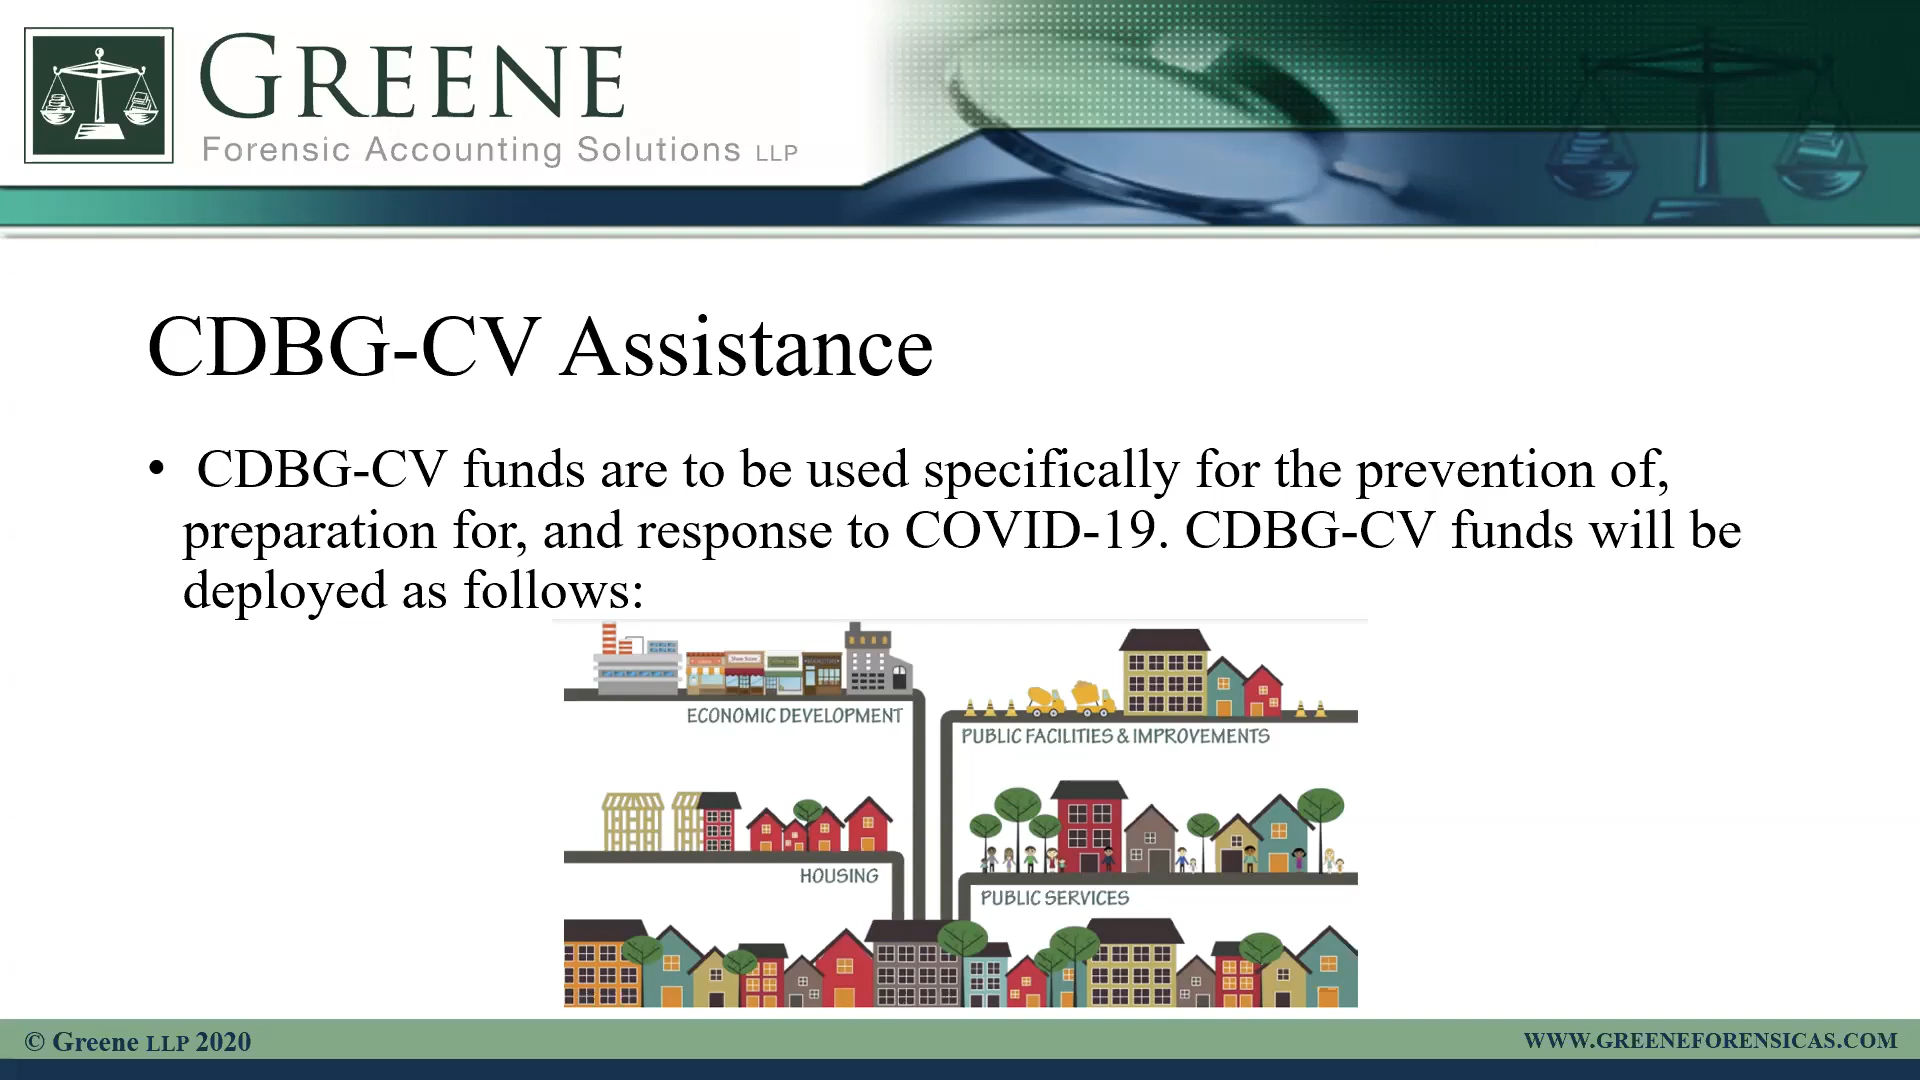 GREENE
Forensic Accounting Solutions LLP
CDBG-CV Assistance
• CDBG-CV funds are to be used specifically for the prevention of,
preparation for, and response to COVID-19. CDBG-CV funds will be
deployed as follows:
ECONOMIC DEVELOPMENT
PUBLIC FACILITIES & IMPROVEMENTS
HOUSING
PUBLIC SERVICES
© Greene LLP 2020
WWW.GREENEFORENSICAS.COM